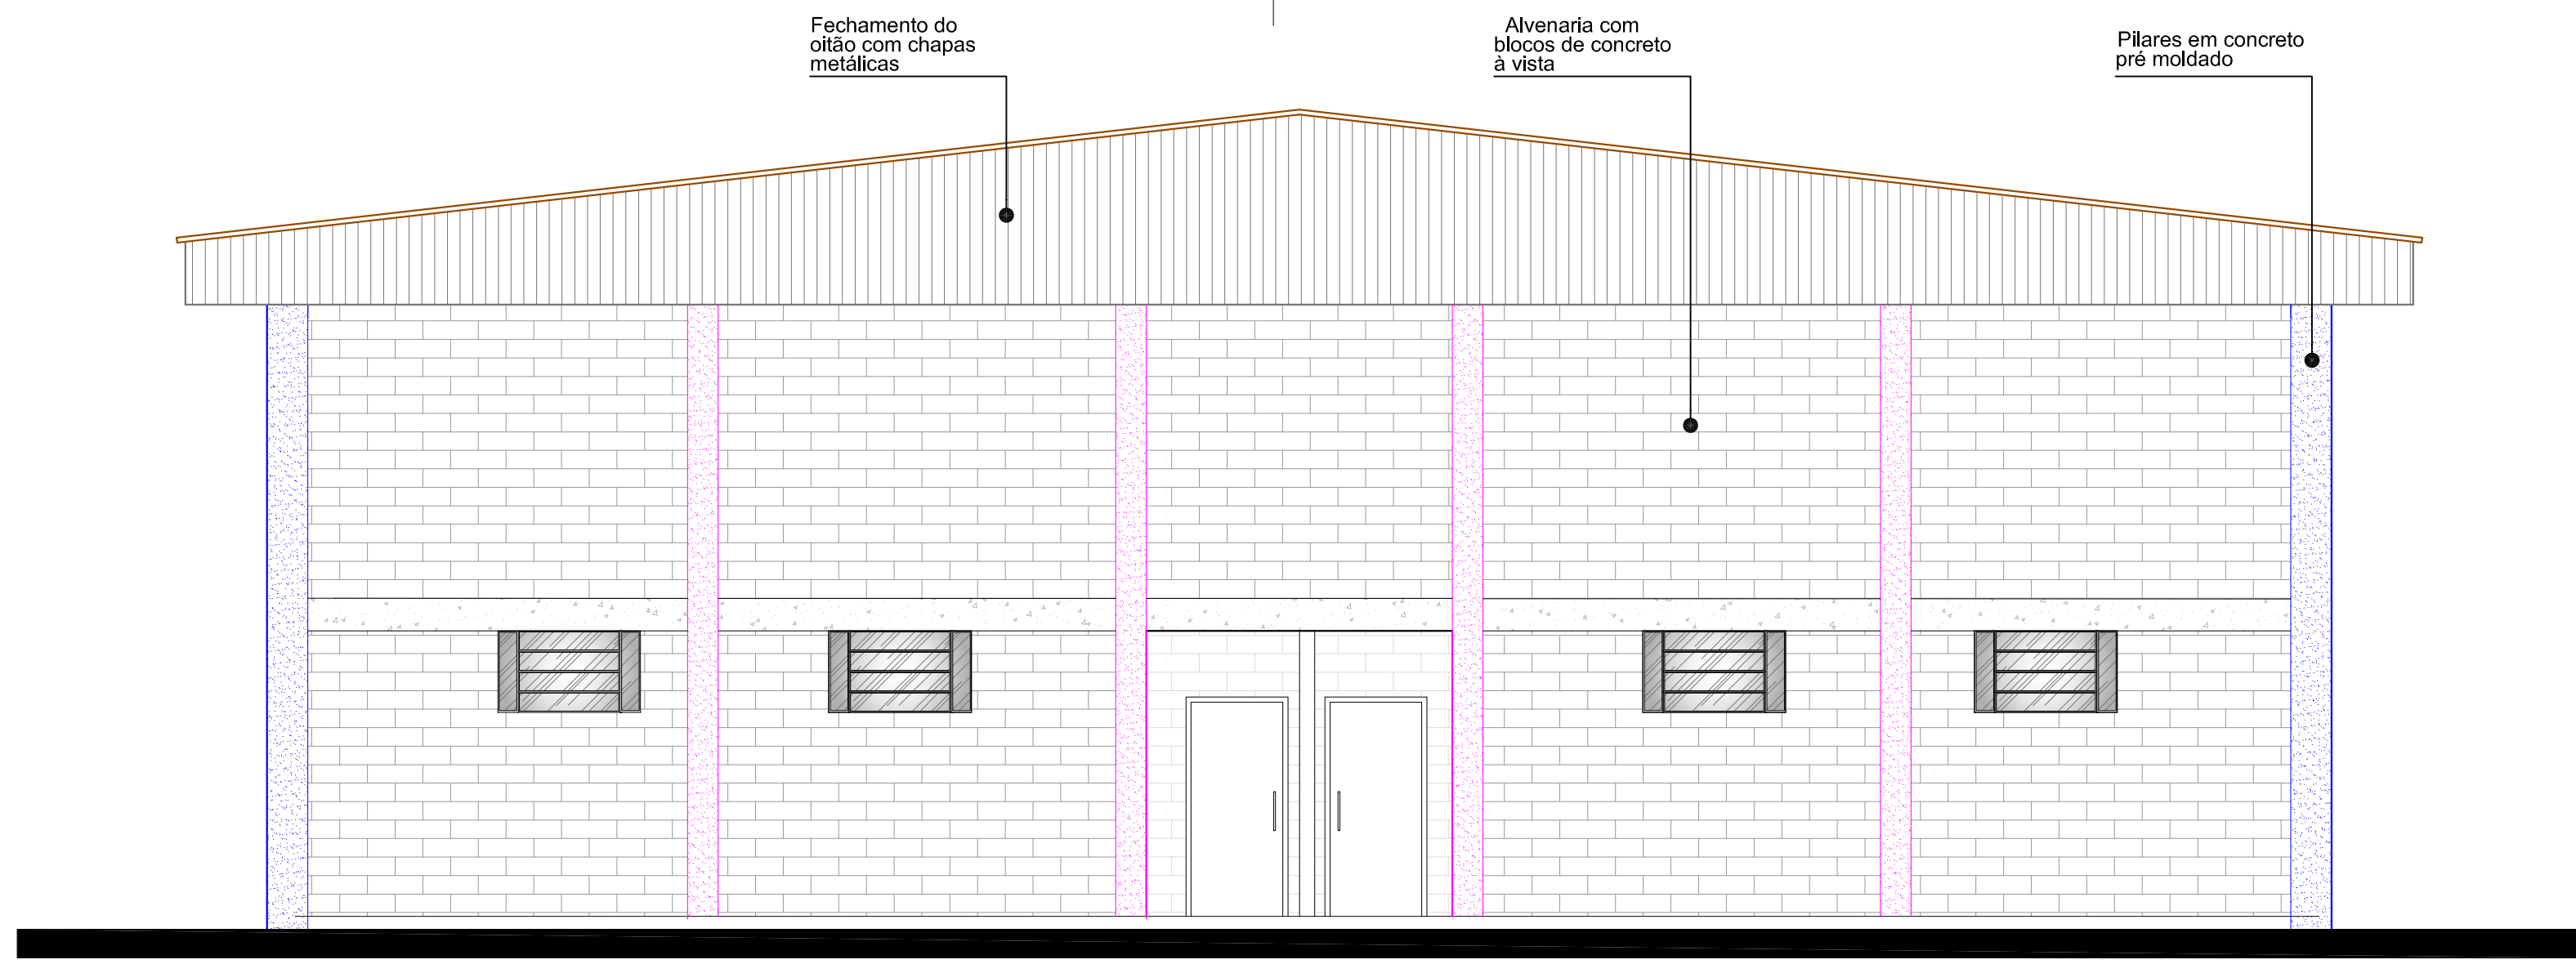 Fechamento do
oitão com chapas
metálicas
Alvenaria com
blocos de concreto
à vista
Pilares em concreto
pré moldado